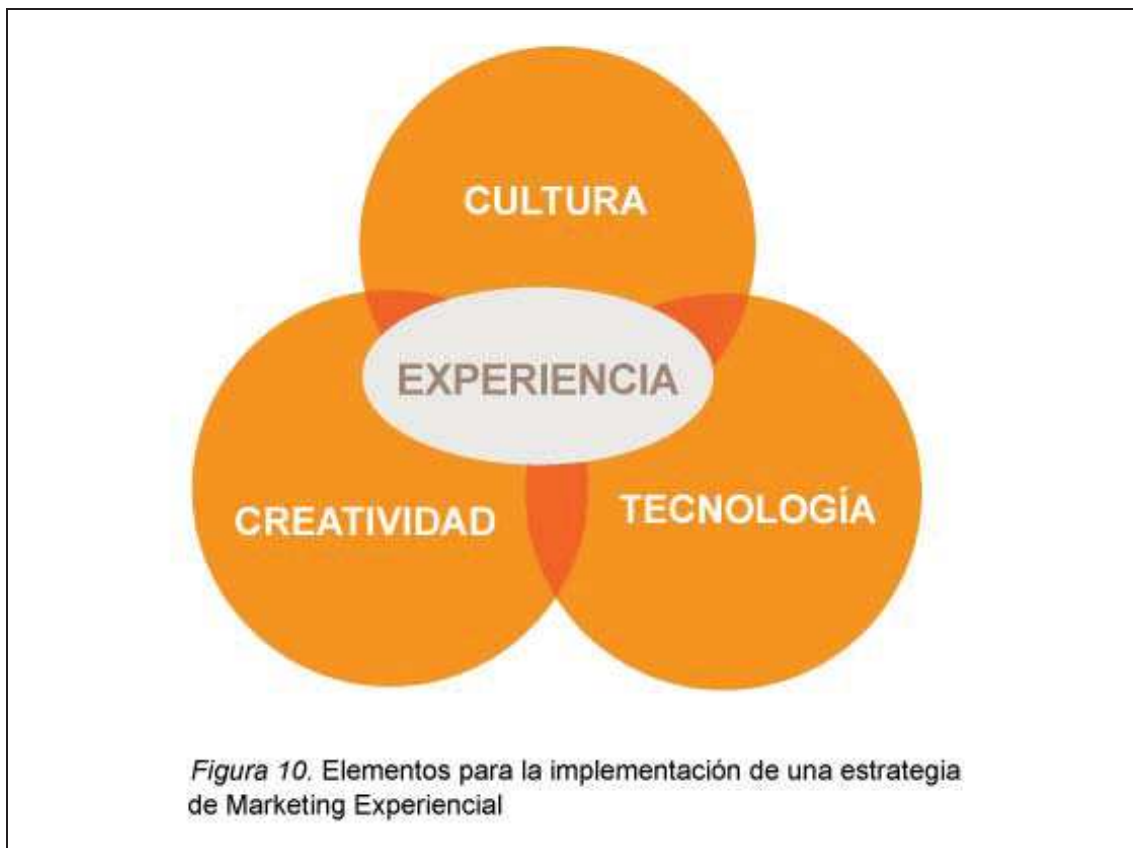 CULTURA
EXPERIENCIA
CREATIVIDAD
TECNOLOGÍA
Figura 10. Elementos para la implementación de una estrategia
de Marketing Experiencial